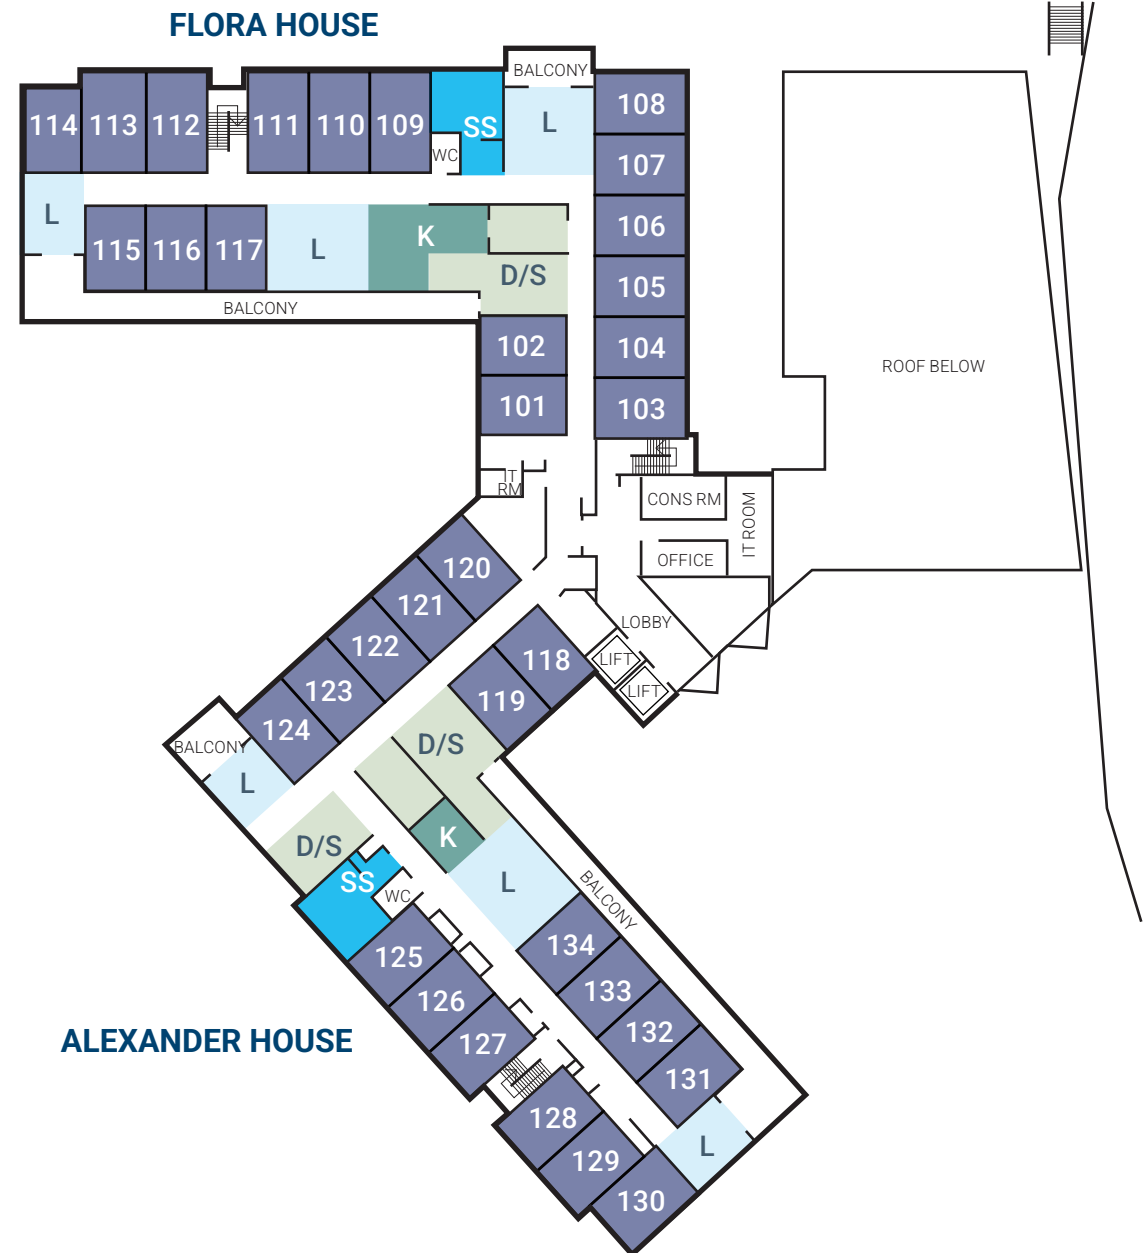 FLORA HOUSE
BALCONY
114 113 112 111 110 109 SS L 108
WC
107
L
106
115 116 117 L K
D/S 105
BALCONY
102 104
ROOF BELOW
101 103
IT
RM
CONS RM
IT ROOM
OFFICE
120
121
LOBBY
122
118
LIFT
123
119
LIFT
124
D/S
BALCONY
L
D/S
K
SS
L
WC
BALCONY
134
125
133
126
132
ALEXANDER HOUSE
127
131
128
L
129
130